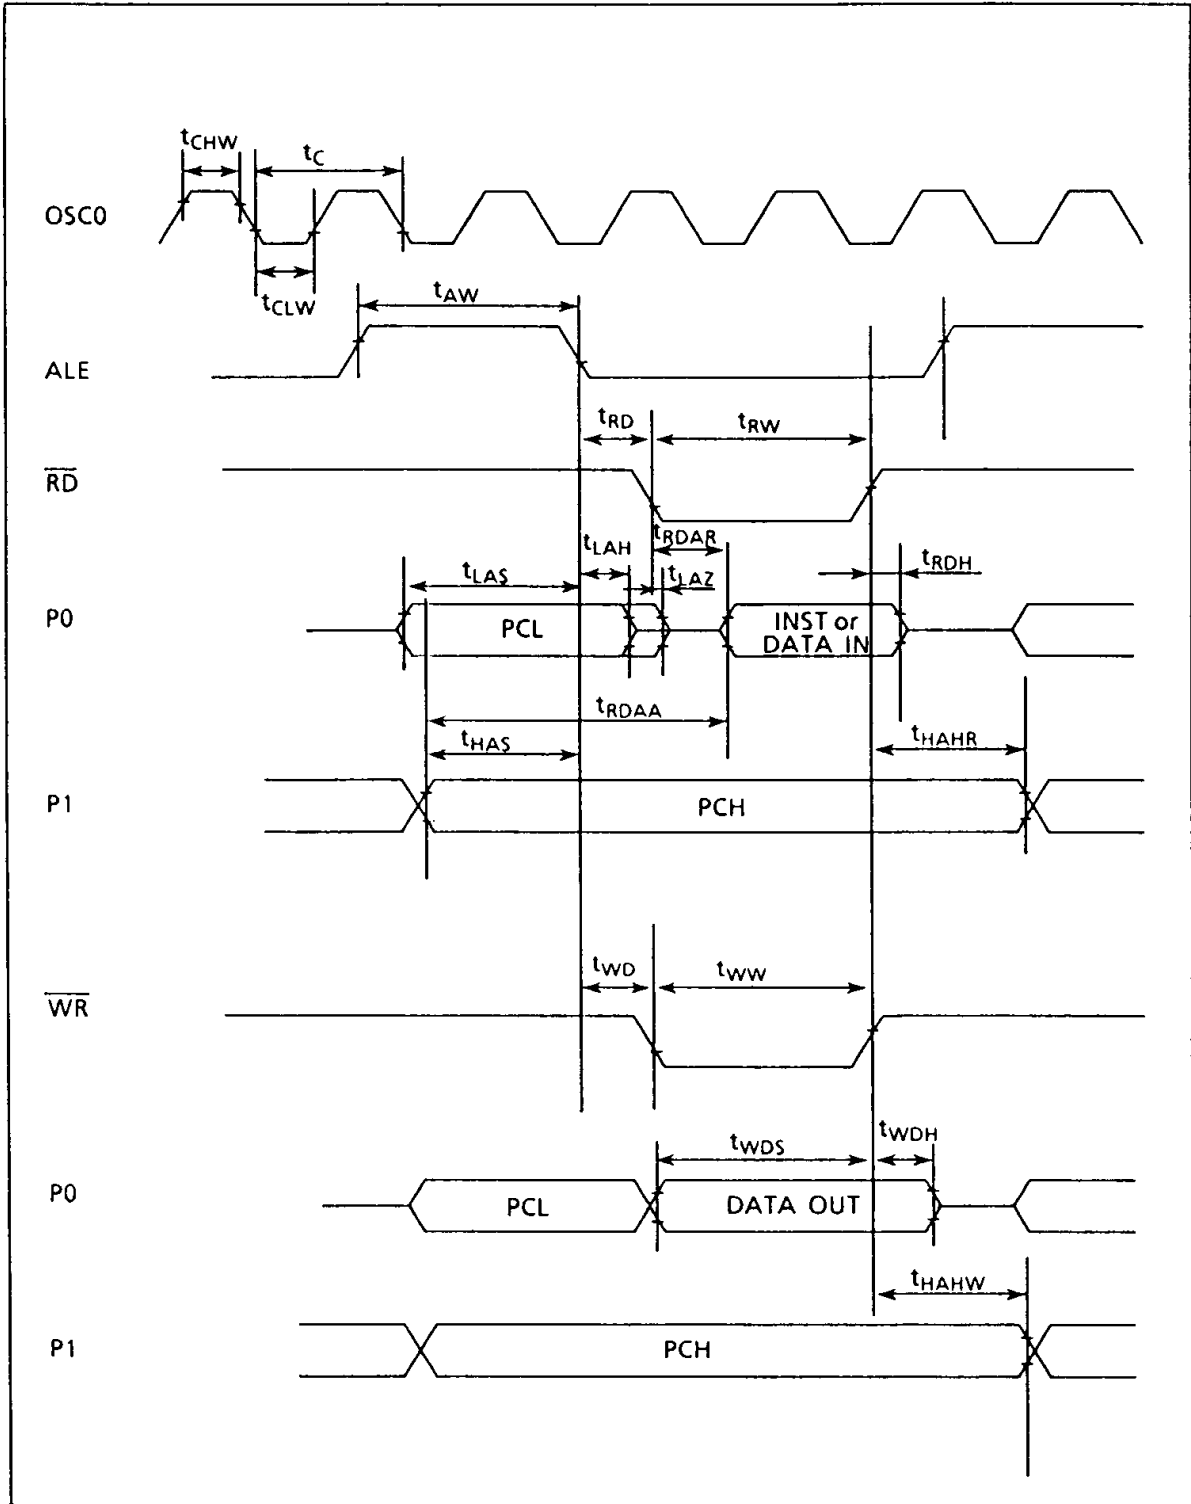 tCHW
tC
OSC0
tCLW
tAW
ALE
tRD
tRW
RD
tRDAR
tLAH
tRDH
tLAS
tLAZ
P0
PCL
INST or
DATA IN
tRDAA
tHAS
tHAHR
P1
PCH
tWD
tWW
WR
tWDS
tWDH
P0
PCL
DATA OUT
tHAHW
P1
PCH